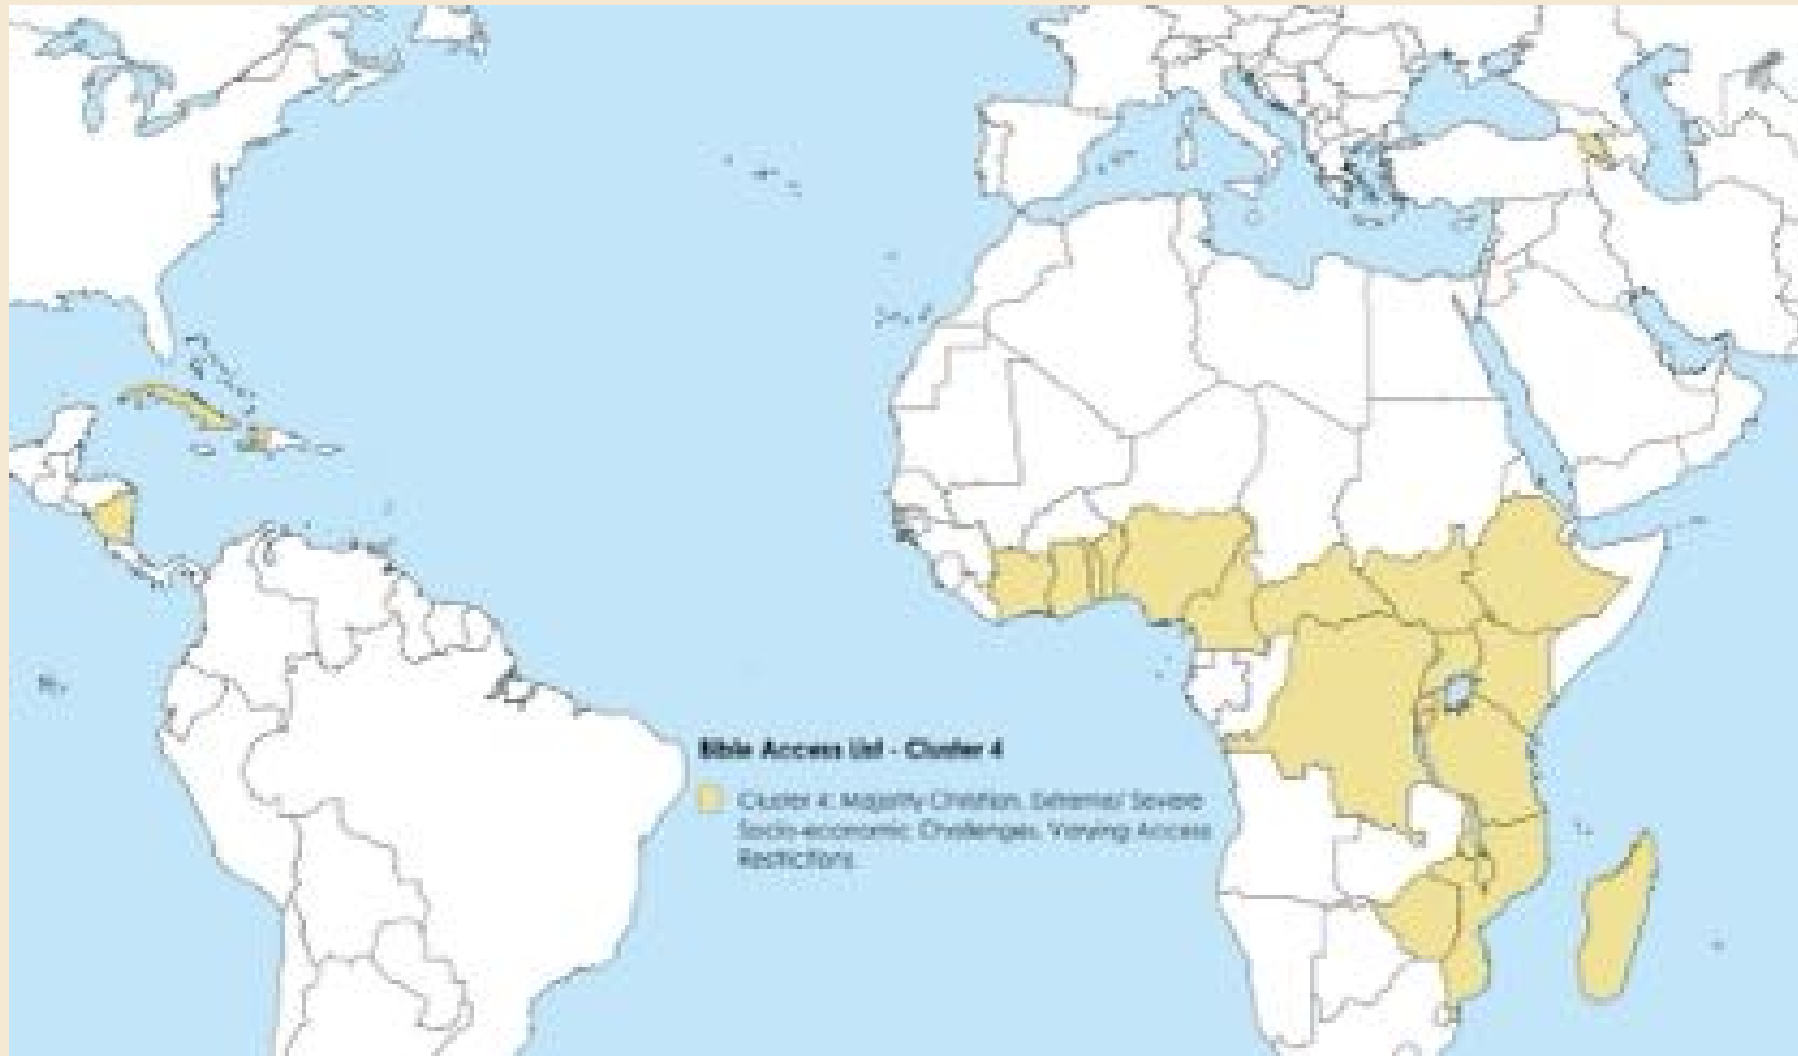 Bible Access List - Cluster 4
Cluster 4: Majority Christian, Extreme/ Severe
Socio-economic Challenges, Varying Access
Restrictions.